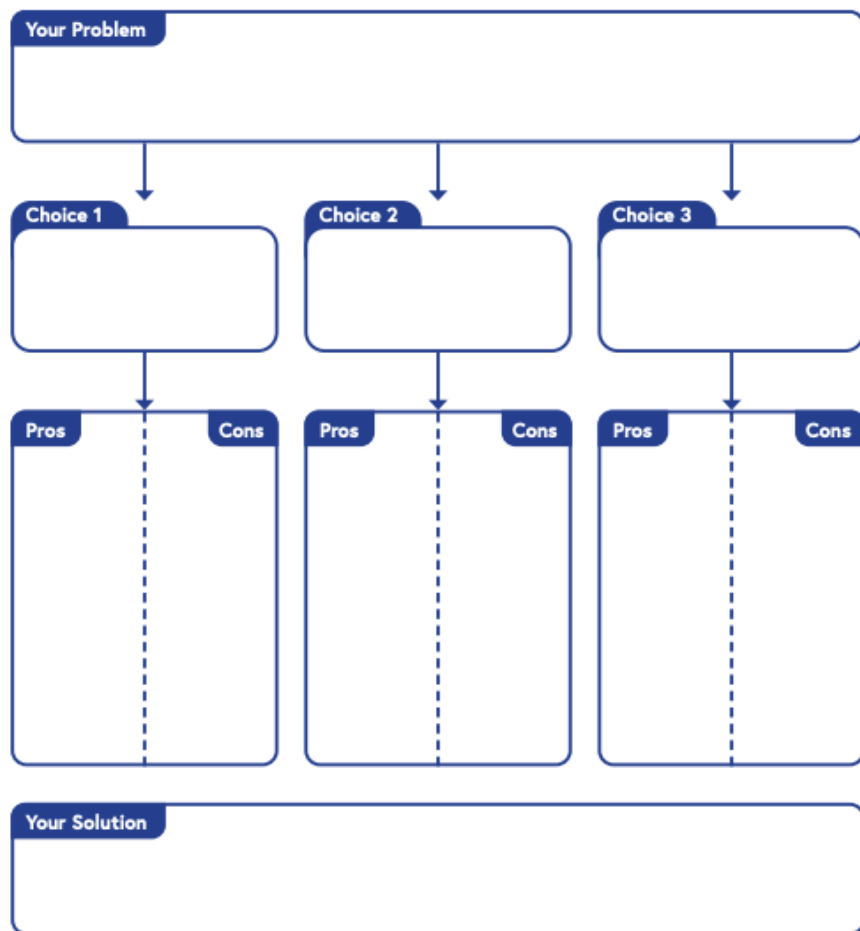 Your Problem
Choice 1
Choice 2
Choice 3
Pros
Cons
Pros
Cons
Pros
Cons
Your Solution